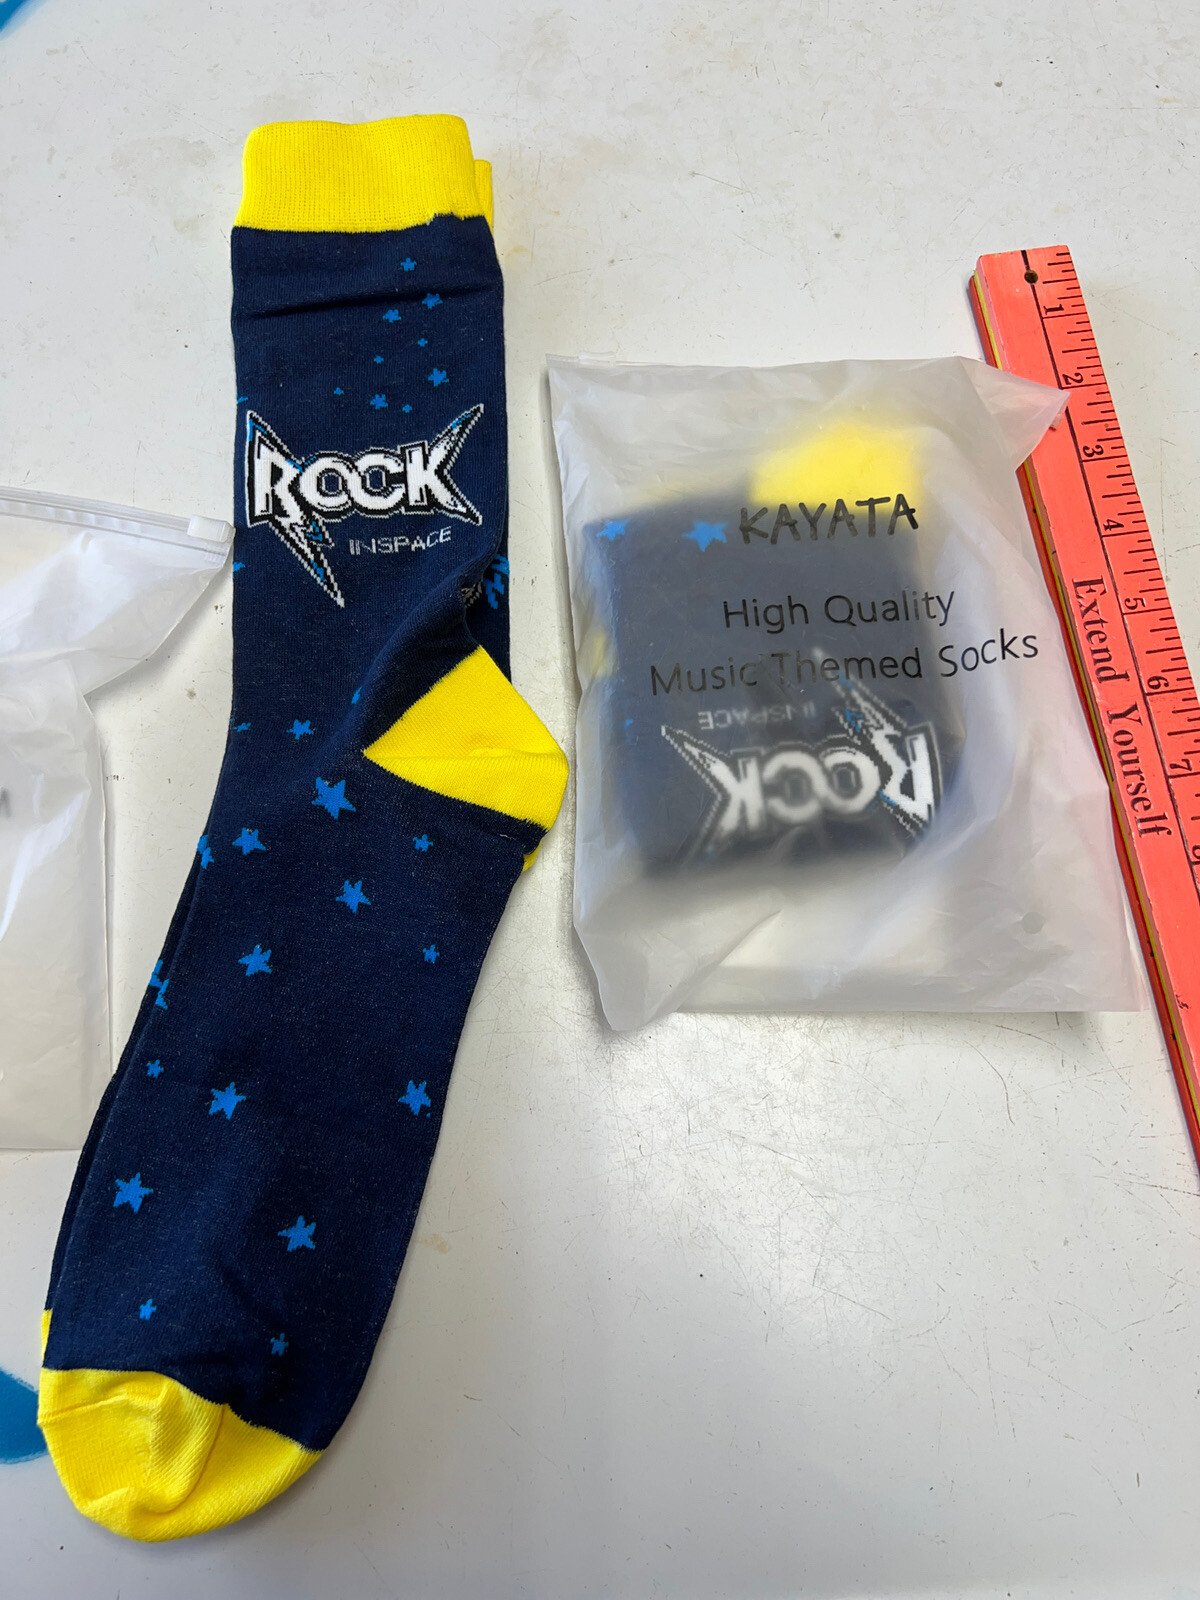 ROCK
INSPACE
KAYATA
High Quality
Music Themed Socks
INSPACE
ROCK
1
2
3
4
5
6
7
8
Extend Yourself